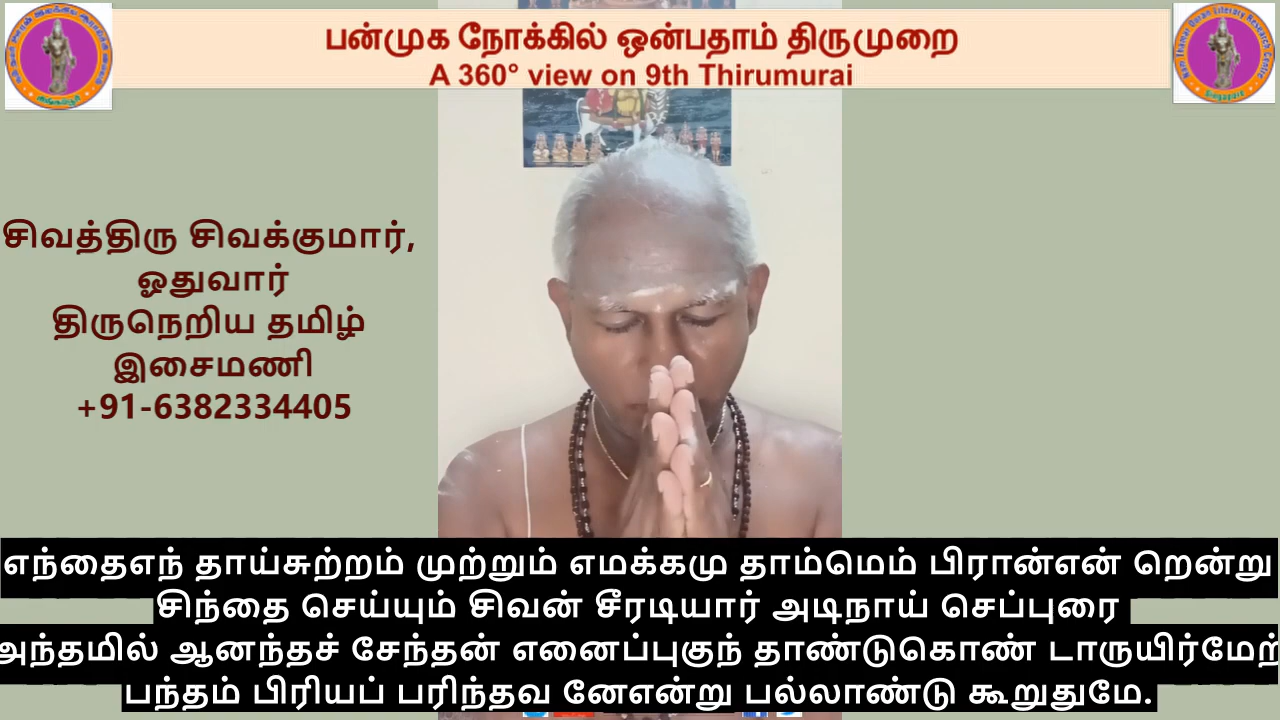 பன்முக நோக்கில் ஒன்பதாம் திருமுறை
A 360° view on 9th Thirumurai
சிவத்திரு சிவக்குமார்,
ஓதுவார்
திருநெறிய தமிழ்
இசைமணி
+91-6382334405
எந்தைஎந் தாய்சுற்றம் முற்றும் எமக்கமு தாம்மெம் பிரான்என் றென்று
சிந்தை செய்யும் சிவன் சீரடியார் அடிநாய் செப்புரை
அந்தமில் ஆனந்தச் சேந்தன் எனைப்புகுந் தாண்டுகொண் டாருயிர்மேற்
பந்தம் பிரியப் பரிந்தவ னேஎன்று பல்லாண்டு கூறுதுமே.